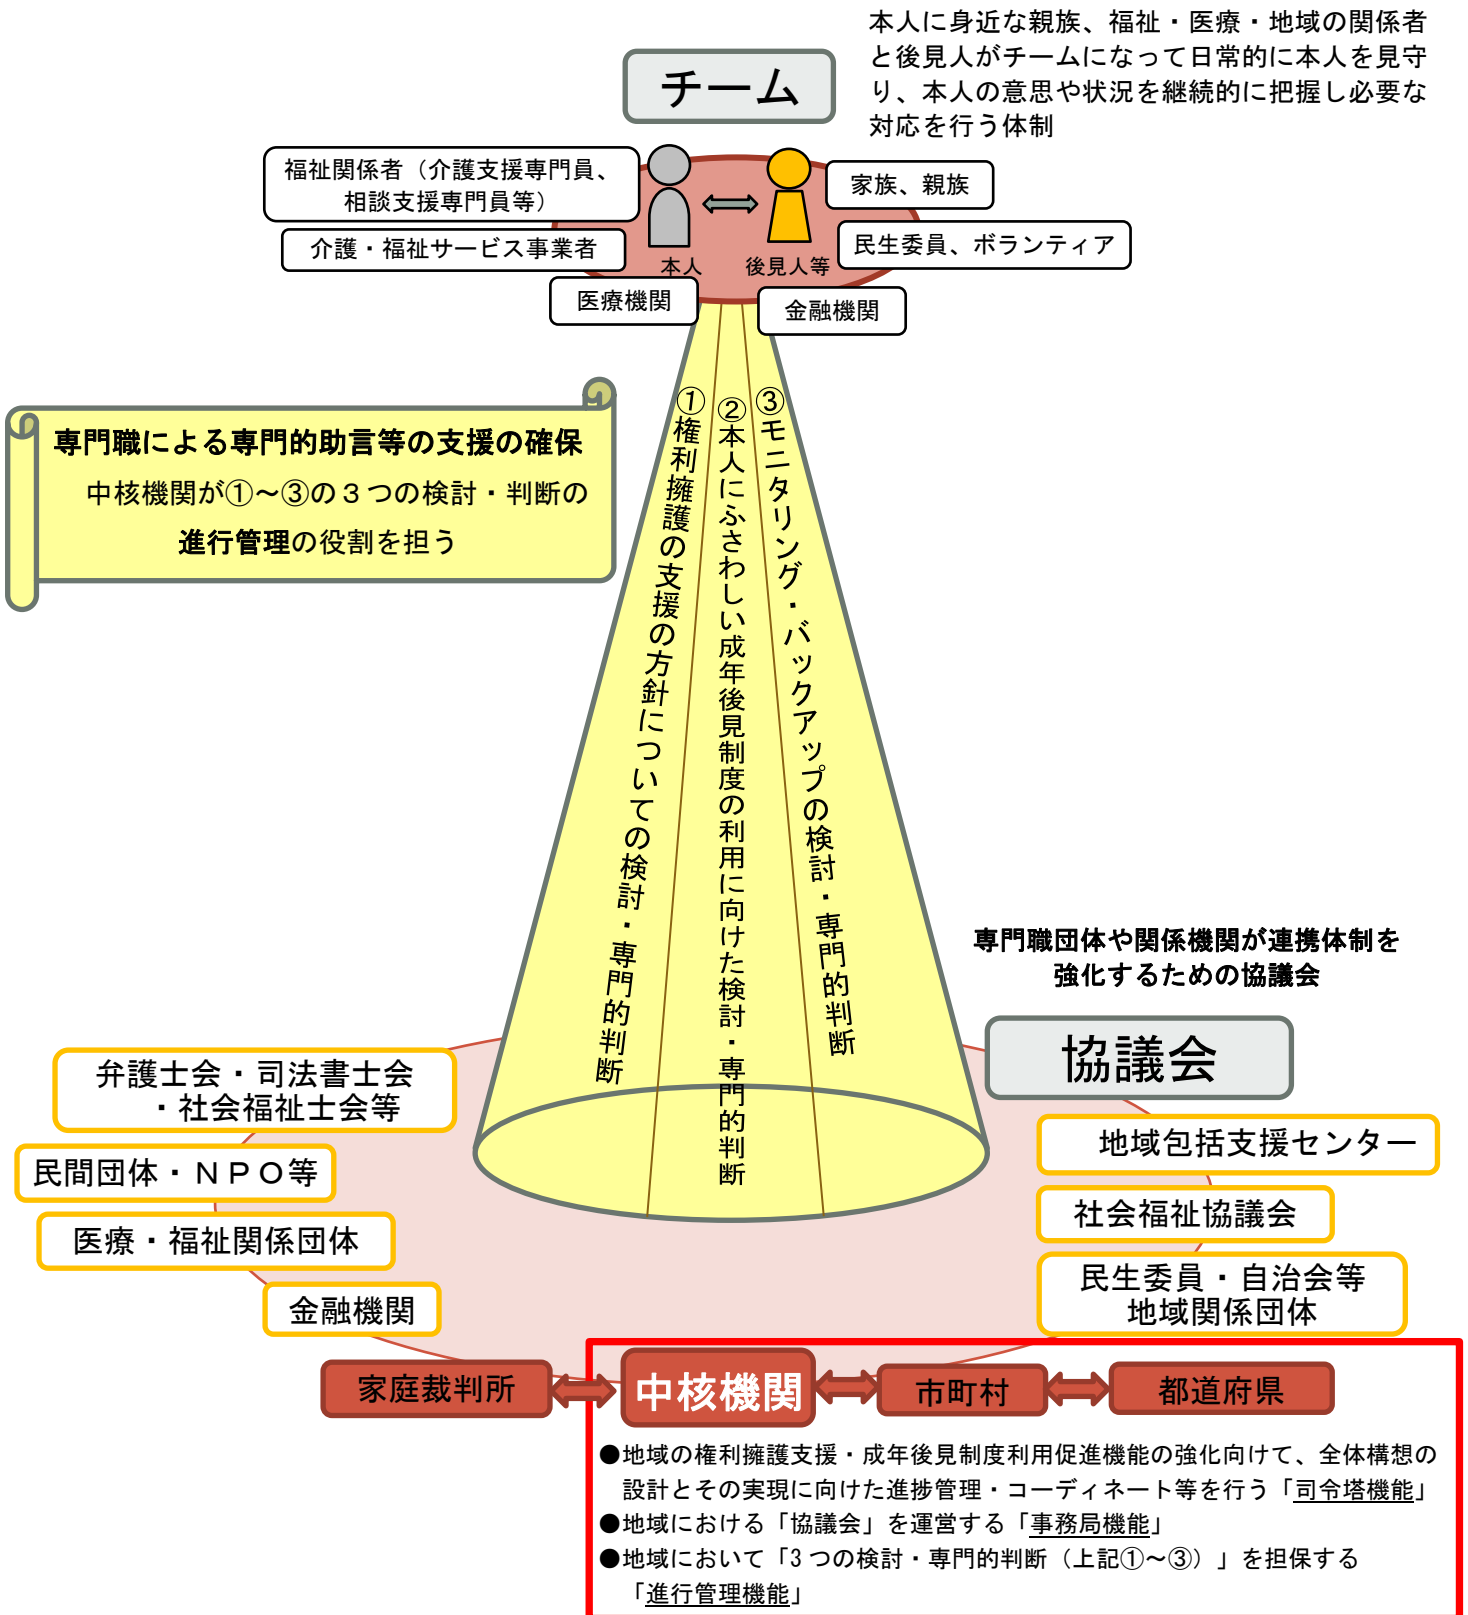 本人に身近な親族、福祉・医療・地域の関係者
と後見人がチームになって日常的に本人を見守
り、本人の意思や状況を継続的に把握し必要な
対応を行う体制
チーム
福祉関係者（介護支援専門員、
相談支援専門員等）
家族、親族
介護・福祉サービス事業者
民生委員、ボランティア
本人
後見人等
医療機関
金融機関
専門職による専門的助言等の支援の確保
中核機関が①～③の３つの検討・判断の
進行管理の役割を担う
①権利擁護の支援の方針についての検討・専門的判断
②本人にふさわしい成年後見制度の利用に向けた検討・専門的判断
③モニタリング・バックアップの検討・専門的判断
専門職団体や関係機関が連携体制を
強化するための協議会
協議会
弁護士会・司法書士会
・社会福祉士会等
民間団体・ＮＰＯ等
医療・福祉関係団体
金融機関
地域包括支援センター
社会福祉協議会
民生委員・自治会等
地域関係団体
家庭裁判所
中核機関
市町村
都道府県
●地域の権利擁護支援・成年後見制度利用促進機能の強化向けて、全体構想の
設計とその実現に向けた進捗管理・コーディネート等を行う「司令塔機能」
●地域における「協議会」を運営する「事務局機能」
●地域において「3つの検討・専門的判断（上記①～③）」を担保する
「進行管理機能」